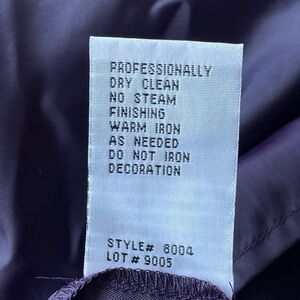 PROFESSIONALLY
DRY CLEAN
NO STEAM
FINISHING
WARM IRON
AS NEEDED
DO NOT IRON
DECORATION
STYLE# 8004
LOT # 9005